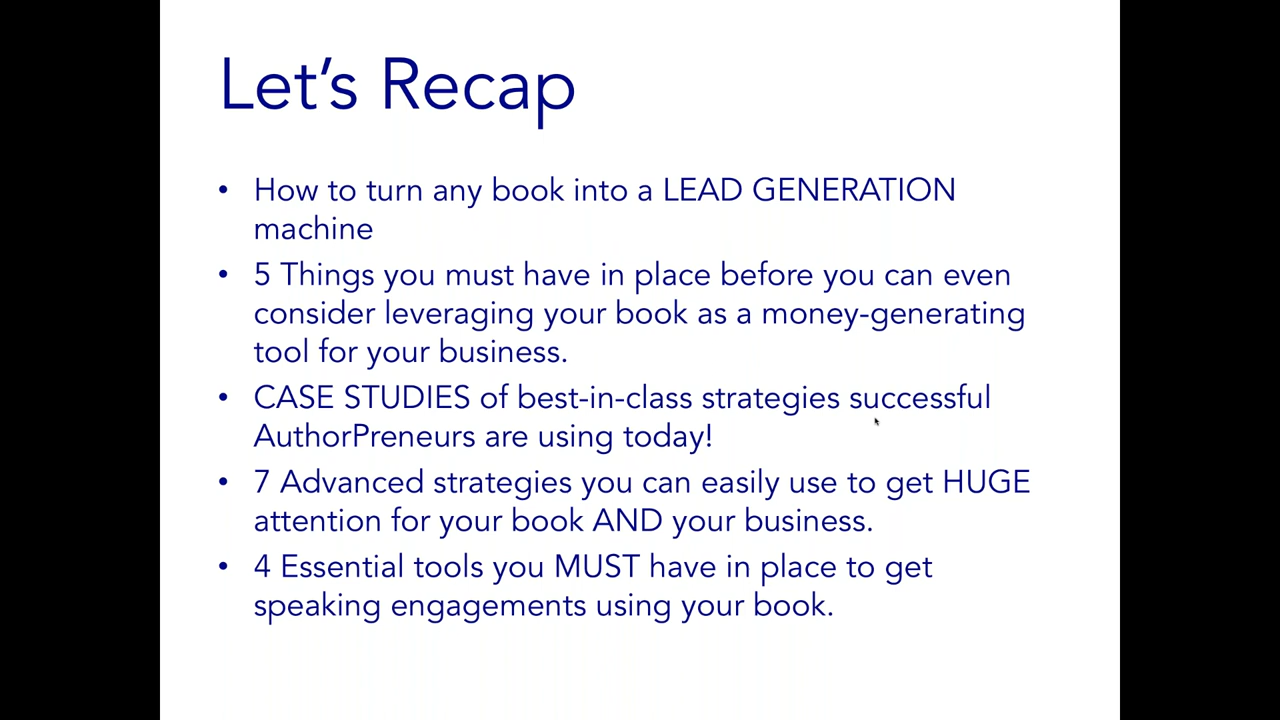 Let’s Recap
• How to turn any book into a LEAD GENERATION
machine
• 5 Things you must have in place before you can even
consider leveraging your book as a money-generating
tool for your business.
• CASE STUDIES of best-in-class strategies successful
AuthorPreneurs are using today!
• 7 Advanced strategies you can easily use to get HUGE
attention for your book AND your business.
• 4 Essential tools you MUST have in place to get
speaking engagements using your book.